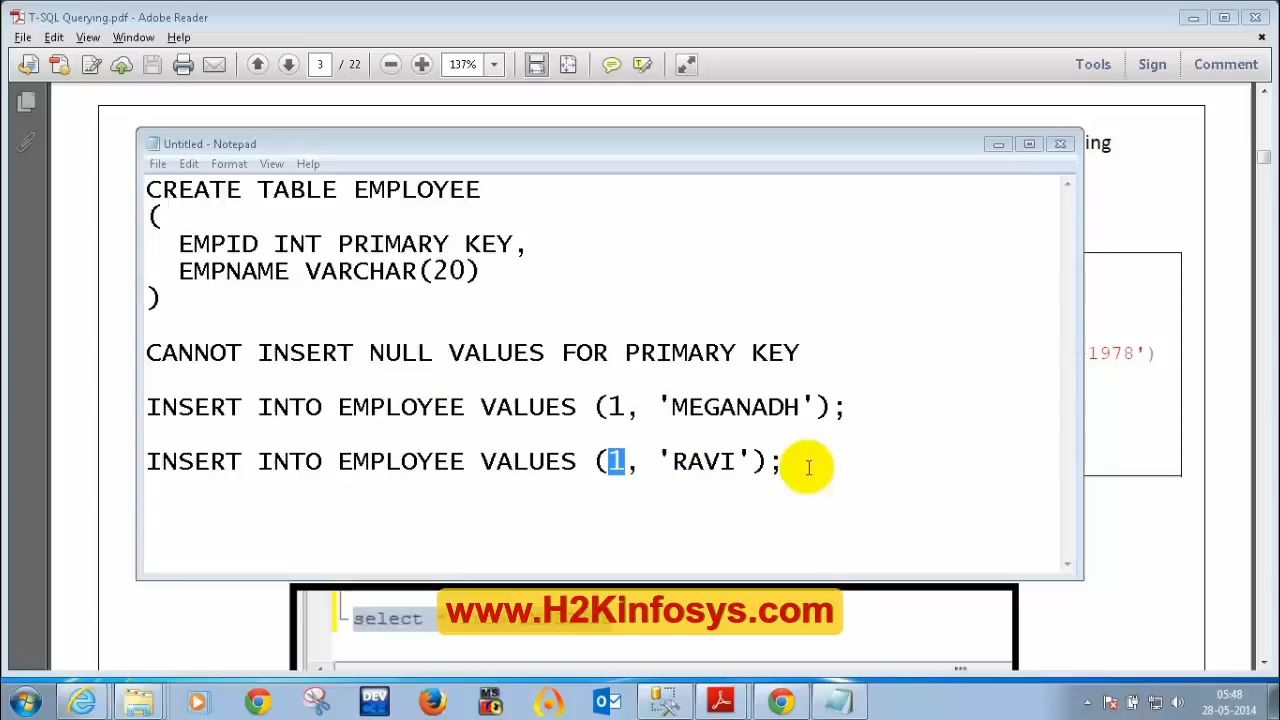 T-SQL Querying.pdf - Adobe Reader
File Edit View Window Help
3 / 22 137% Tools Sign Comment
ing
Untitled - Notepad
File Edit Format View Help
CREATE TABLE EMPLOYEE
(
EMPID INT PRIMARY KEY,
EMPNAME VARCHAR(20)
)
CANNOT INSERT NULL VALUES FOR PRIMARY KEY
-1978')
INSERT INTO EMPLOYEE VALUES (1, 'MEGANADH');
INSERT INTO EMPLOYEE VALUES (1, 'RAVI');
www.H2Kinfosys.com
select
DEV
MS
05:48
28-05-2014